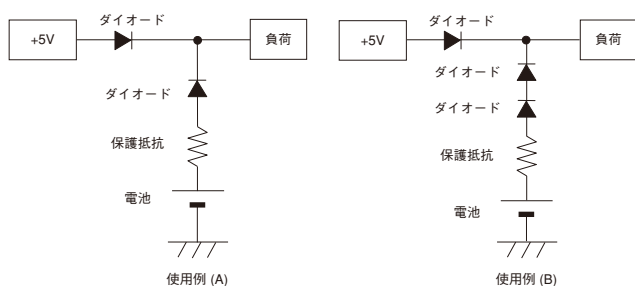 ダイオード
+5V
負荷
ダイオード
保護抵抗
電池
使用例 (A)
ダイオード
+5V
負荷
ダイオード
ダイオード
保護抵抗
電池
使用例 (B)